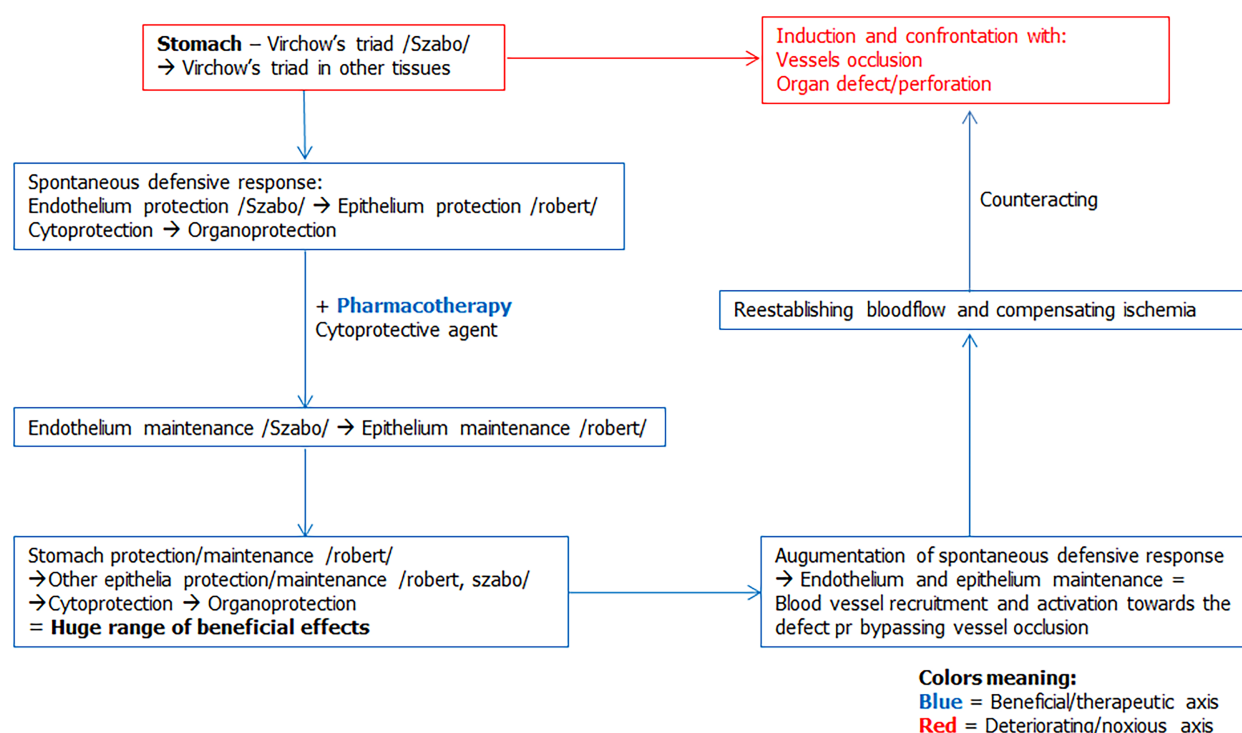 Stomach – Virchow's triad /Szabo/
→ Virchow's triad in other tissues
Induction and confrontation with:
Vessels occlusion
Organ defect/perforation
Spontaneous defensive response:
Endothelium protection /Szabo/ → Epithelium protection /robert/
Cytoprotection → Organoprotection
Counteracting
+ Pharmacotherapy
Cytoprotective agent
Reestablishing bloodflow and compensating ischemia
Endothelium maintenance /Szabo/ → Epithelium maintenance /robert/
Stomach protection/maintenance /robert/
→Other epithelia protection/maintenance /robert, szabo/
→Cytoprotection → Organoprotection
= Huge range of beneficial effects
Augumentation of spontaneous defensive response
→ Endothelium and epithelium maintenance =
Blood vessel recruitment and activation towards the
defect pr bypassing vessel occlusion
Colors meaning:
Blue = Beneficial/therapeutic axis
Red = Deteriorating/noxious axis